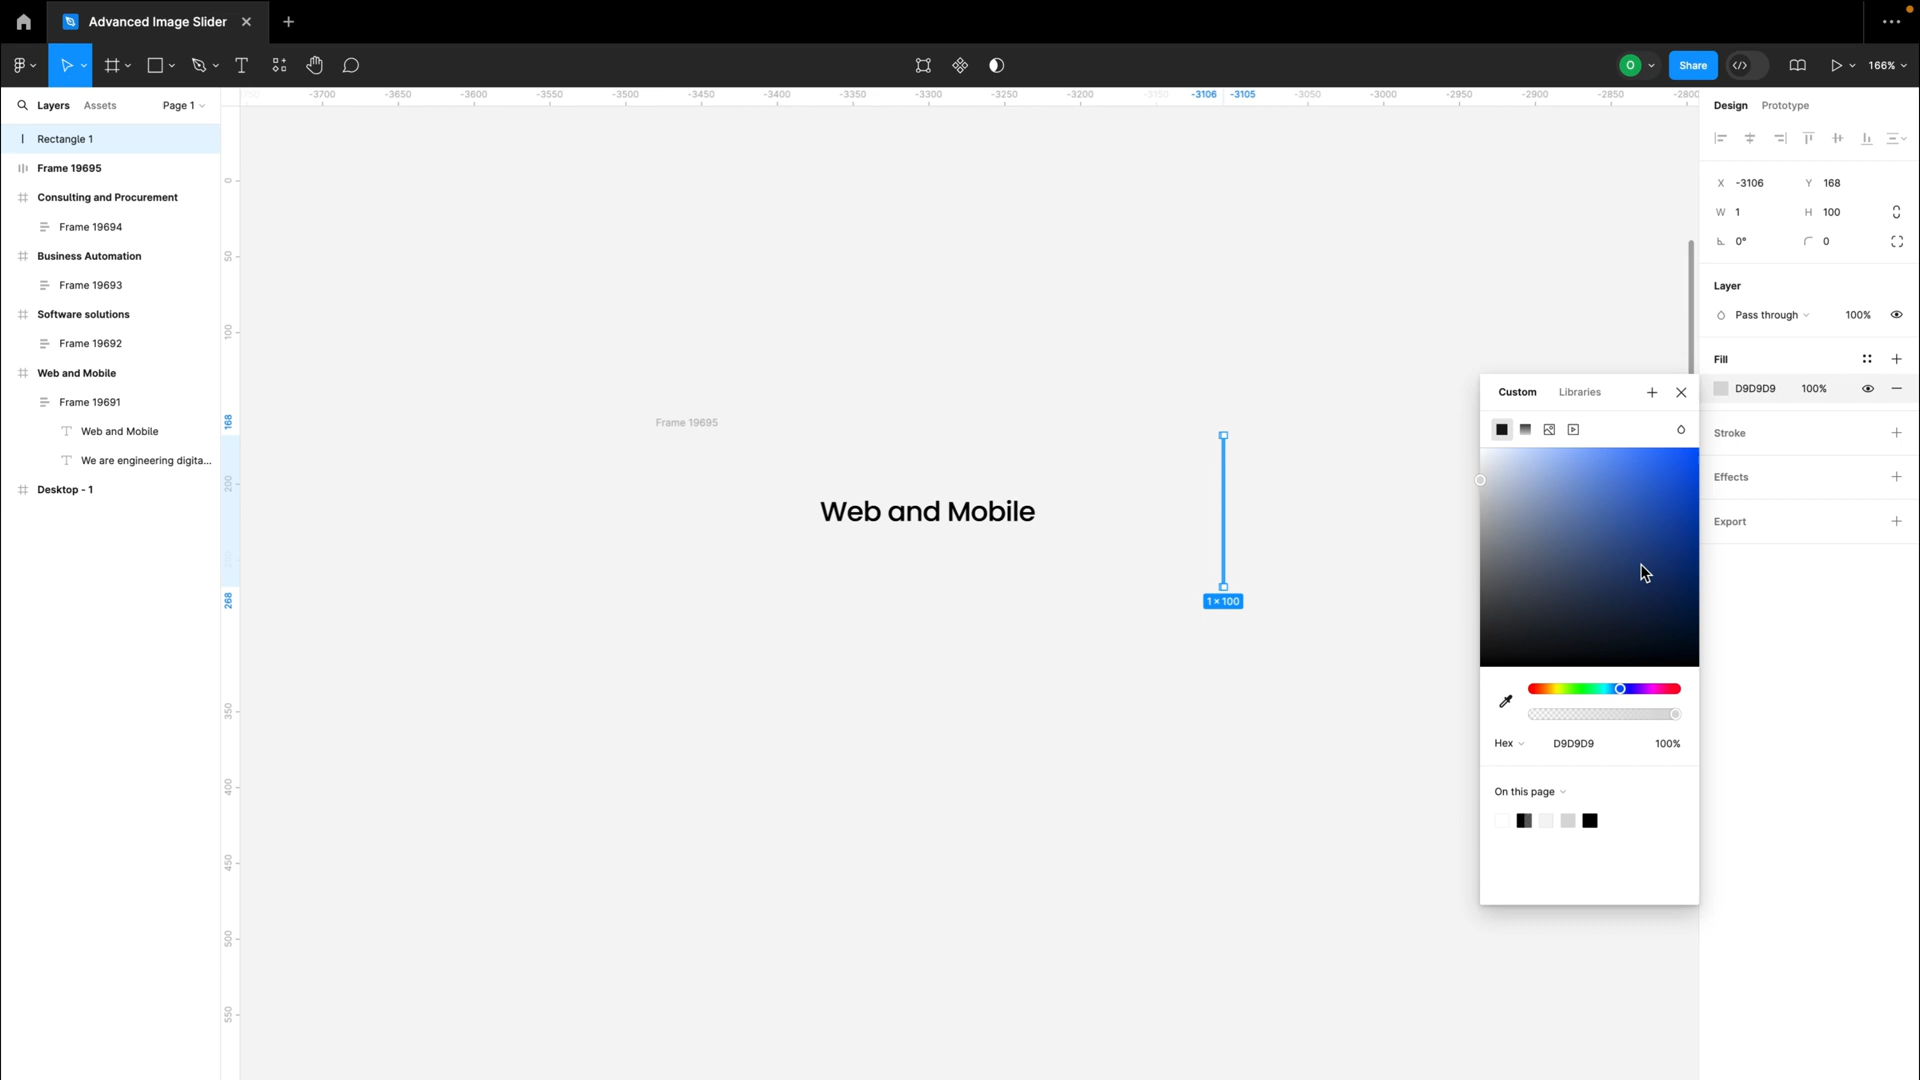 Advanced Image Slider
Share
166%
Layers
Assets
Page 1
Rectangle 1
Frame 19695
Consulting and Procurement
Frame 19694
Business Automation
Frame 19693
Software solutions
Frame 19692
Web and Mobile
Frame 19691
Web and Mobile
We are engineering digita...
Desktop - 1
-3700
-3650
-3600
-3550
-3500
-3450
-3400
-3350
-3300
-3250
-3200
-3150
-3106
-3105
-3050
-3000
-2950
-2900
-2850
-2800
0
50
100
168
200
268
350
400
450
500
550
Frame 19695
Web and Mobile
1 × 100
Custom
Libraries
Hex
D9D9D9
100%
On this page
Design
Prototype
X -3106
Y 168
W 1
H 100
0°
0
Layer
Pass through
100%
Fill
D9D9D9
100%
Stroke
Effects
Export
O